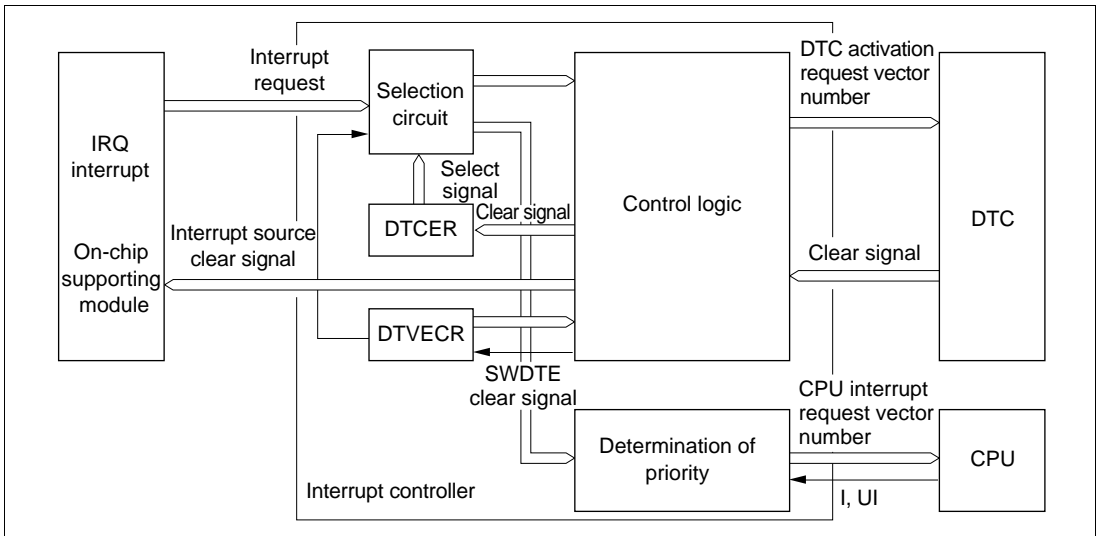 Interrupt
request
DTC activation
request vector
number
Selection
circuit
IRQ
interrupt
Select
signal
Control logic
DTC
DTCER
Clear signal
Interrupt source
clear signal
On-chip
supporting
module
Clear signal
DTVECR
SWDTE
clear signal
CPU interrupt
request vector
number
Determination of
priority
CPU
I, UI
Interrupt controller